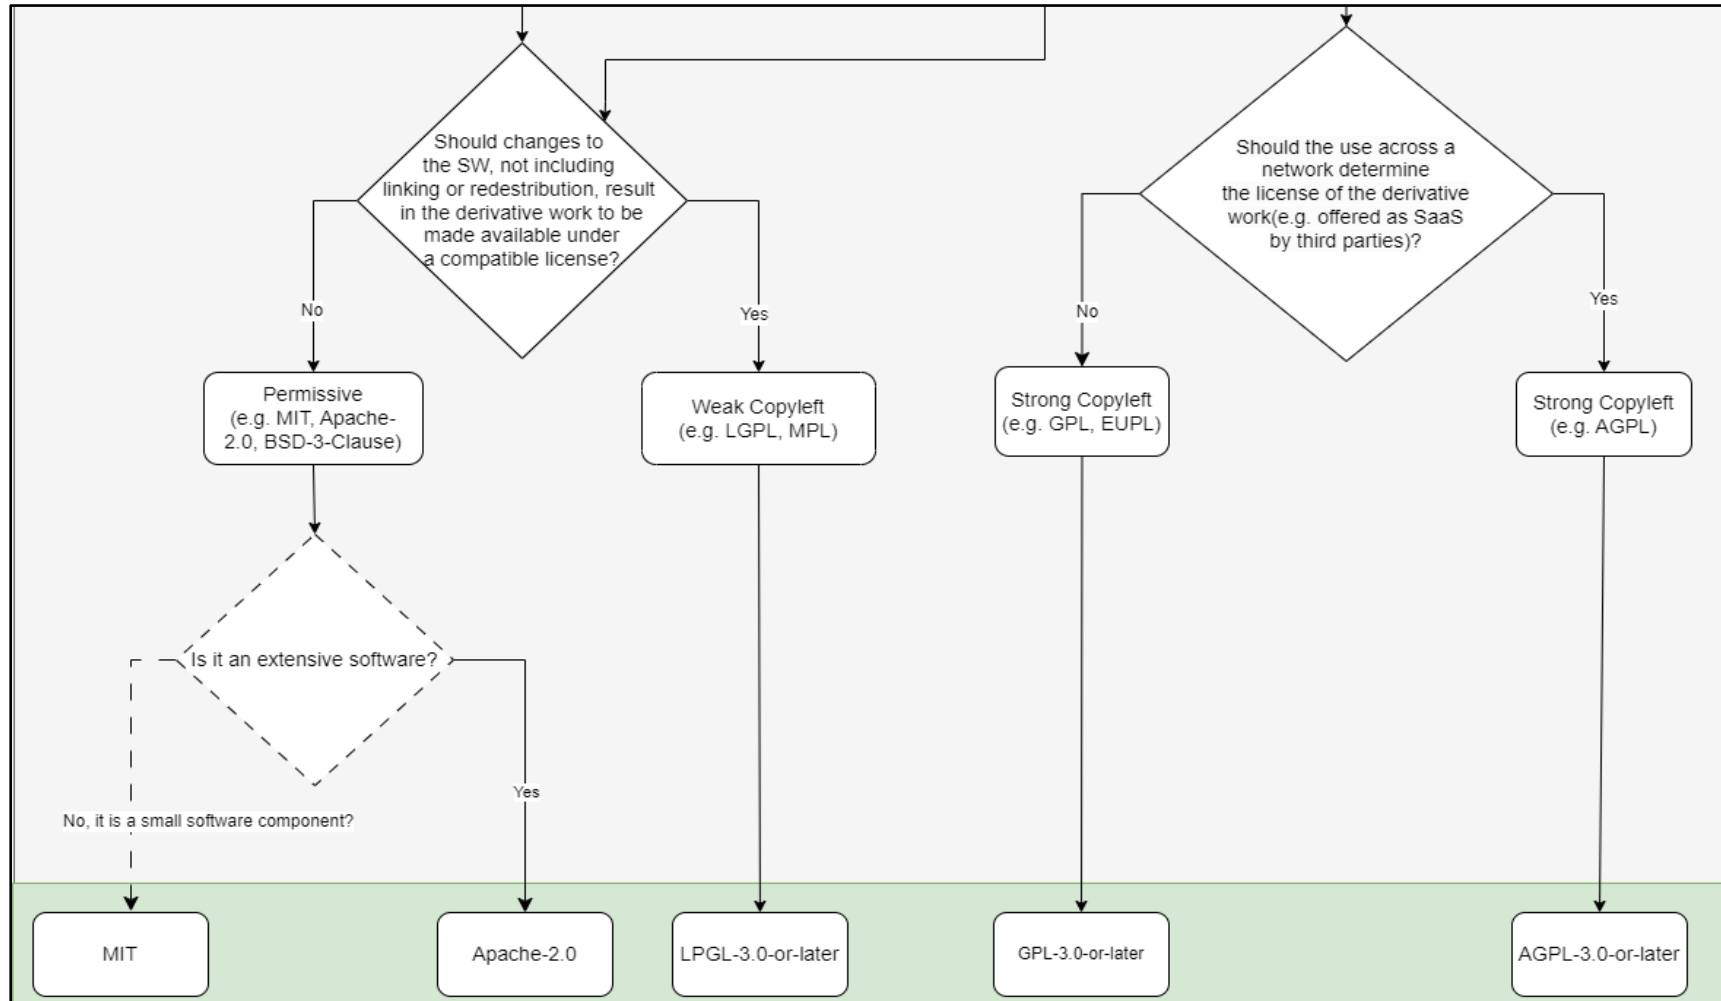 Should changes to
the SW, not including
linking or redestribution, result
in the derivative work to be
made available under
a compatible license?
Should the use across a
network determine
the license of the derivative
work(e.g. offered as SaaS
by third parties)?
No
Yes
No
Yes
Permissive
(e.g. MIT, Apache-
2.0, BSD-3-Clause)
Weak Copyleft
(e.g. LGPL, MPL)
Strong Copyleft
(e.g. GPL, EUPL)
Strong Copyleft
(e.g. AGPL)
Is it an extensive software?
Yes
No, it is a small software component?
MIT
Apache-2.0
LPGL-3.0-or-later
GPL-3.0-or-later
AGPL-3.0-or-later